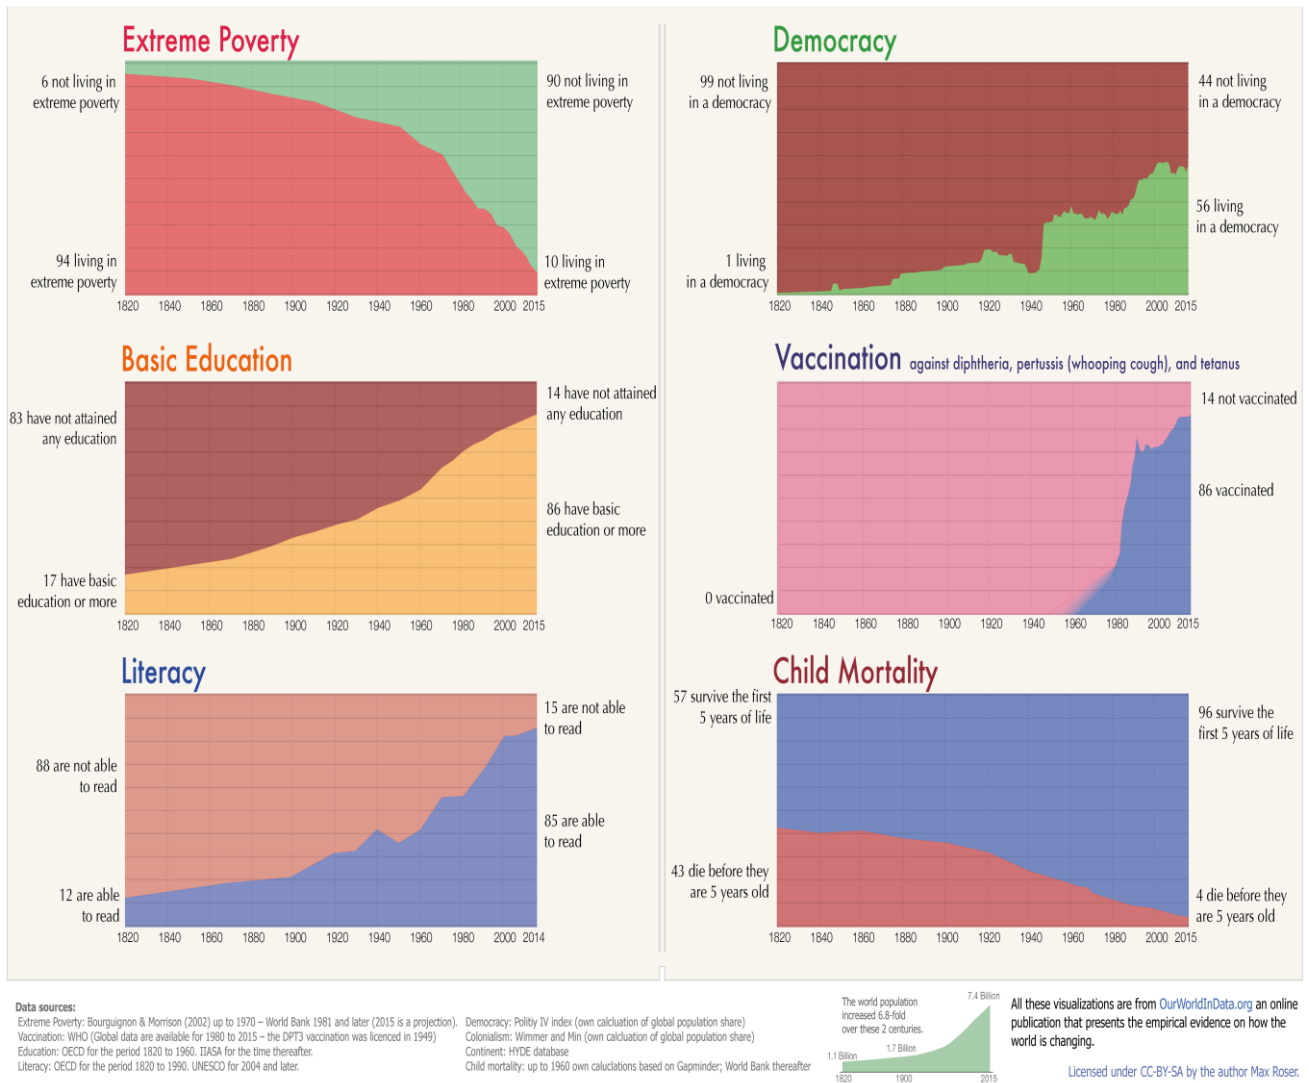 Extreme Poverty
6 not living in
extreme poverty
90 not living in
extreme poverty
94 living in
extreme poverty
10 living in
extreme poverty
1820 1840 1860 1880 1900 1920 1940 1960 1980 2000 2015
Democracy
99 not living
in a democracy
44 not living
in a democracy
56 living
in a democracy
1 living
in a democracy
1820 1840 1860 1880 1900 1920 1940 1960 1980 2000 2015
Basic Education
83 have not attained
any education
14 have not attained
any education
86 have basic
education or more
17 have basic
education or more
1820 1840 1860 1880 1900 1920 1940 1960 1980 2000 2015
Vaccination against diphtheria, pertussis (whooping cough), and tetanus
14 not vaccinated
86 vaccinated
0 vaccinated
1820 1840 1860 1880 1900 1920 1940 1960 1980 2000 2015
Literacy
15 are not able
to read
88 are not able
to read
85 are able
to read
12 are able
to read
1820 1840 1860 1880 1900 1920 1940 1960 1980 2000 2014
Child Mortality
57 survive the first
5 years of life
96 survive the
first 5 years of life
43 die before they
are 5 years old
4 die before they
are 5 years old
1820 1840 1860 1880 1900 1920 1940 1960 1980 2000 2015
Data sources:
Extreme Poverty: Bourguignon & Morrison (2002) up to 1970 – World Bank 1981 and later (2015 is a projection).
Vaccination: WHO (Global data are available for 1980 to 2015 – the DPT3 vaccination was licenced in 1949)
Education: OECD for the period 1820 to 1960. IIASA for the time thereafter.
Literacy: OECD for the period 1820 to 1990. UNESCO for 2004 and later.
Democracy: Politiy IV index (own calcluation of global population share)
Colonialism: Wimmer and Min (own calcluation of global population share)
Continent: HYDE database
Child mortality: up to 1960 own caluclations based on Gapminder; World Bank thereafter
The world population
increased 6.8-fold
over these 2 centuries.
7.4 Billion
1.7 Billion
1.1 Billion
1820 1900 2015
All these visualizations are from OurWorldInData.org an online
publication that presents the empirical evidence on how the
world is changing.
Licensed under CC-BY-SA by the author Max Roser.